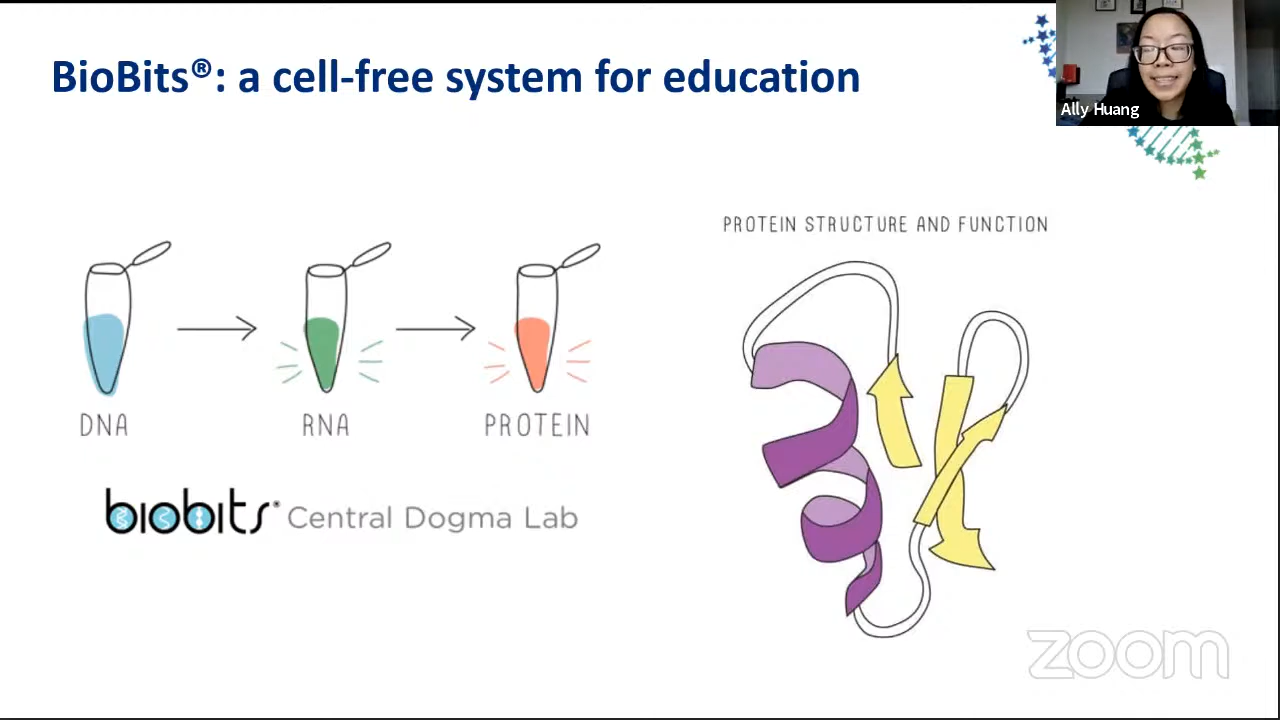 BioBits®: a cell-free system for education
Ally Huang
PROTEIN STRUCTURE AND FUNCTION
DNA
RNA
PROTEIN
biobits® Central Dogma Lab
zoom